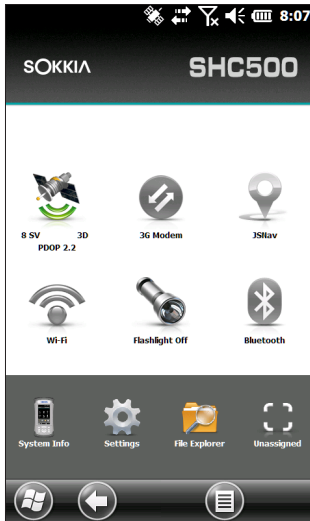 8:07
SOKKIA SHC500
8 SV 3D
PDOP 2.2
3G Modem
JSNav
Wi-Fi
Flashlight Off
Bluetooth
System Info
Settings
File Explorer
Unassigned